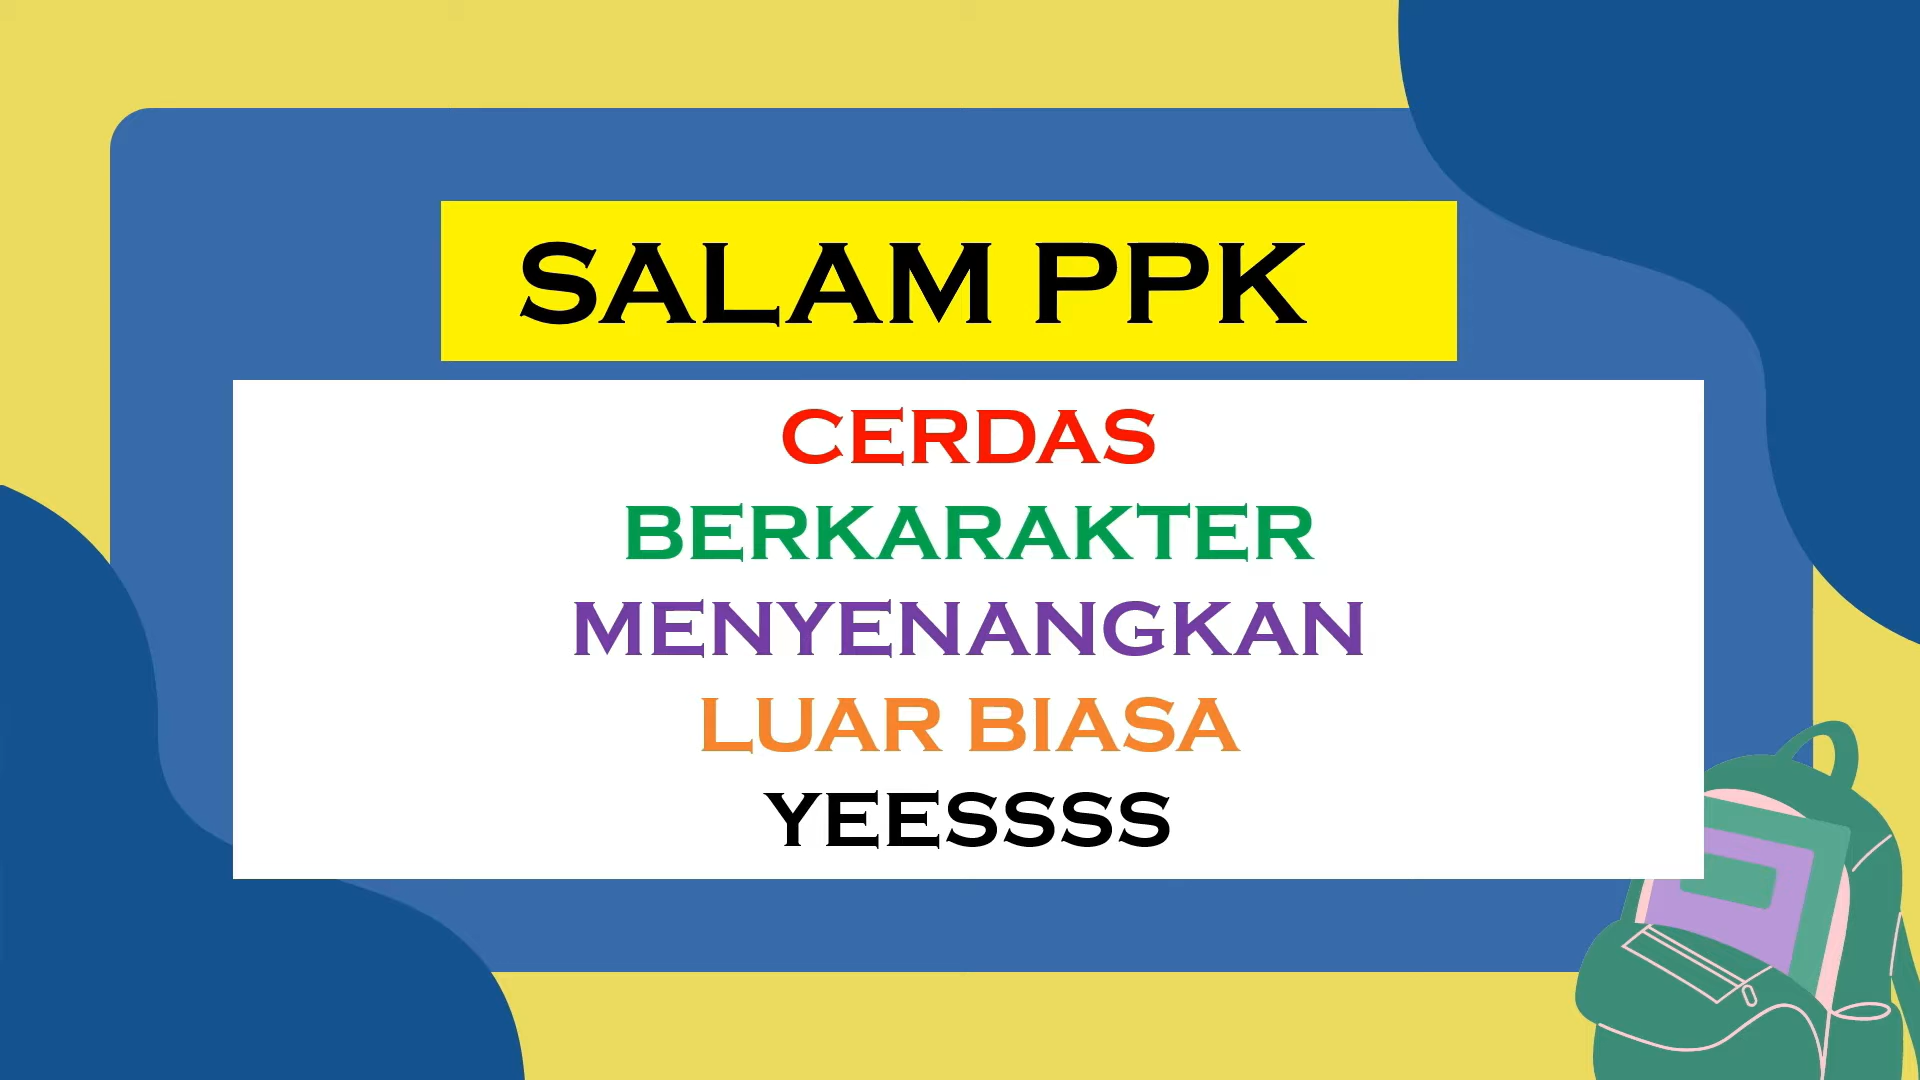 SALAM PPK
CERDAS
BERKARAKTER
MENYENANGKAN
LUAR BIASA
YEESSSS